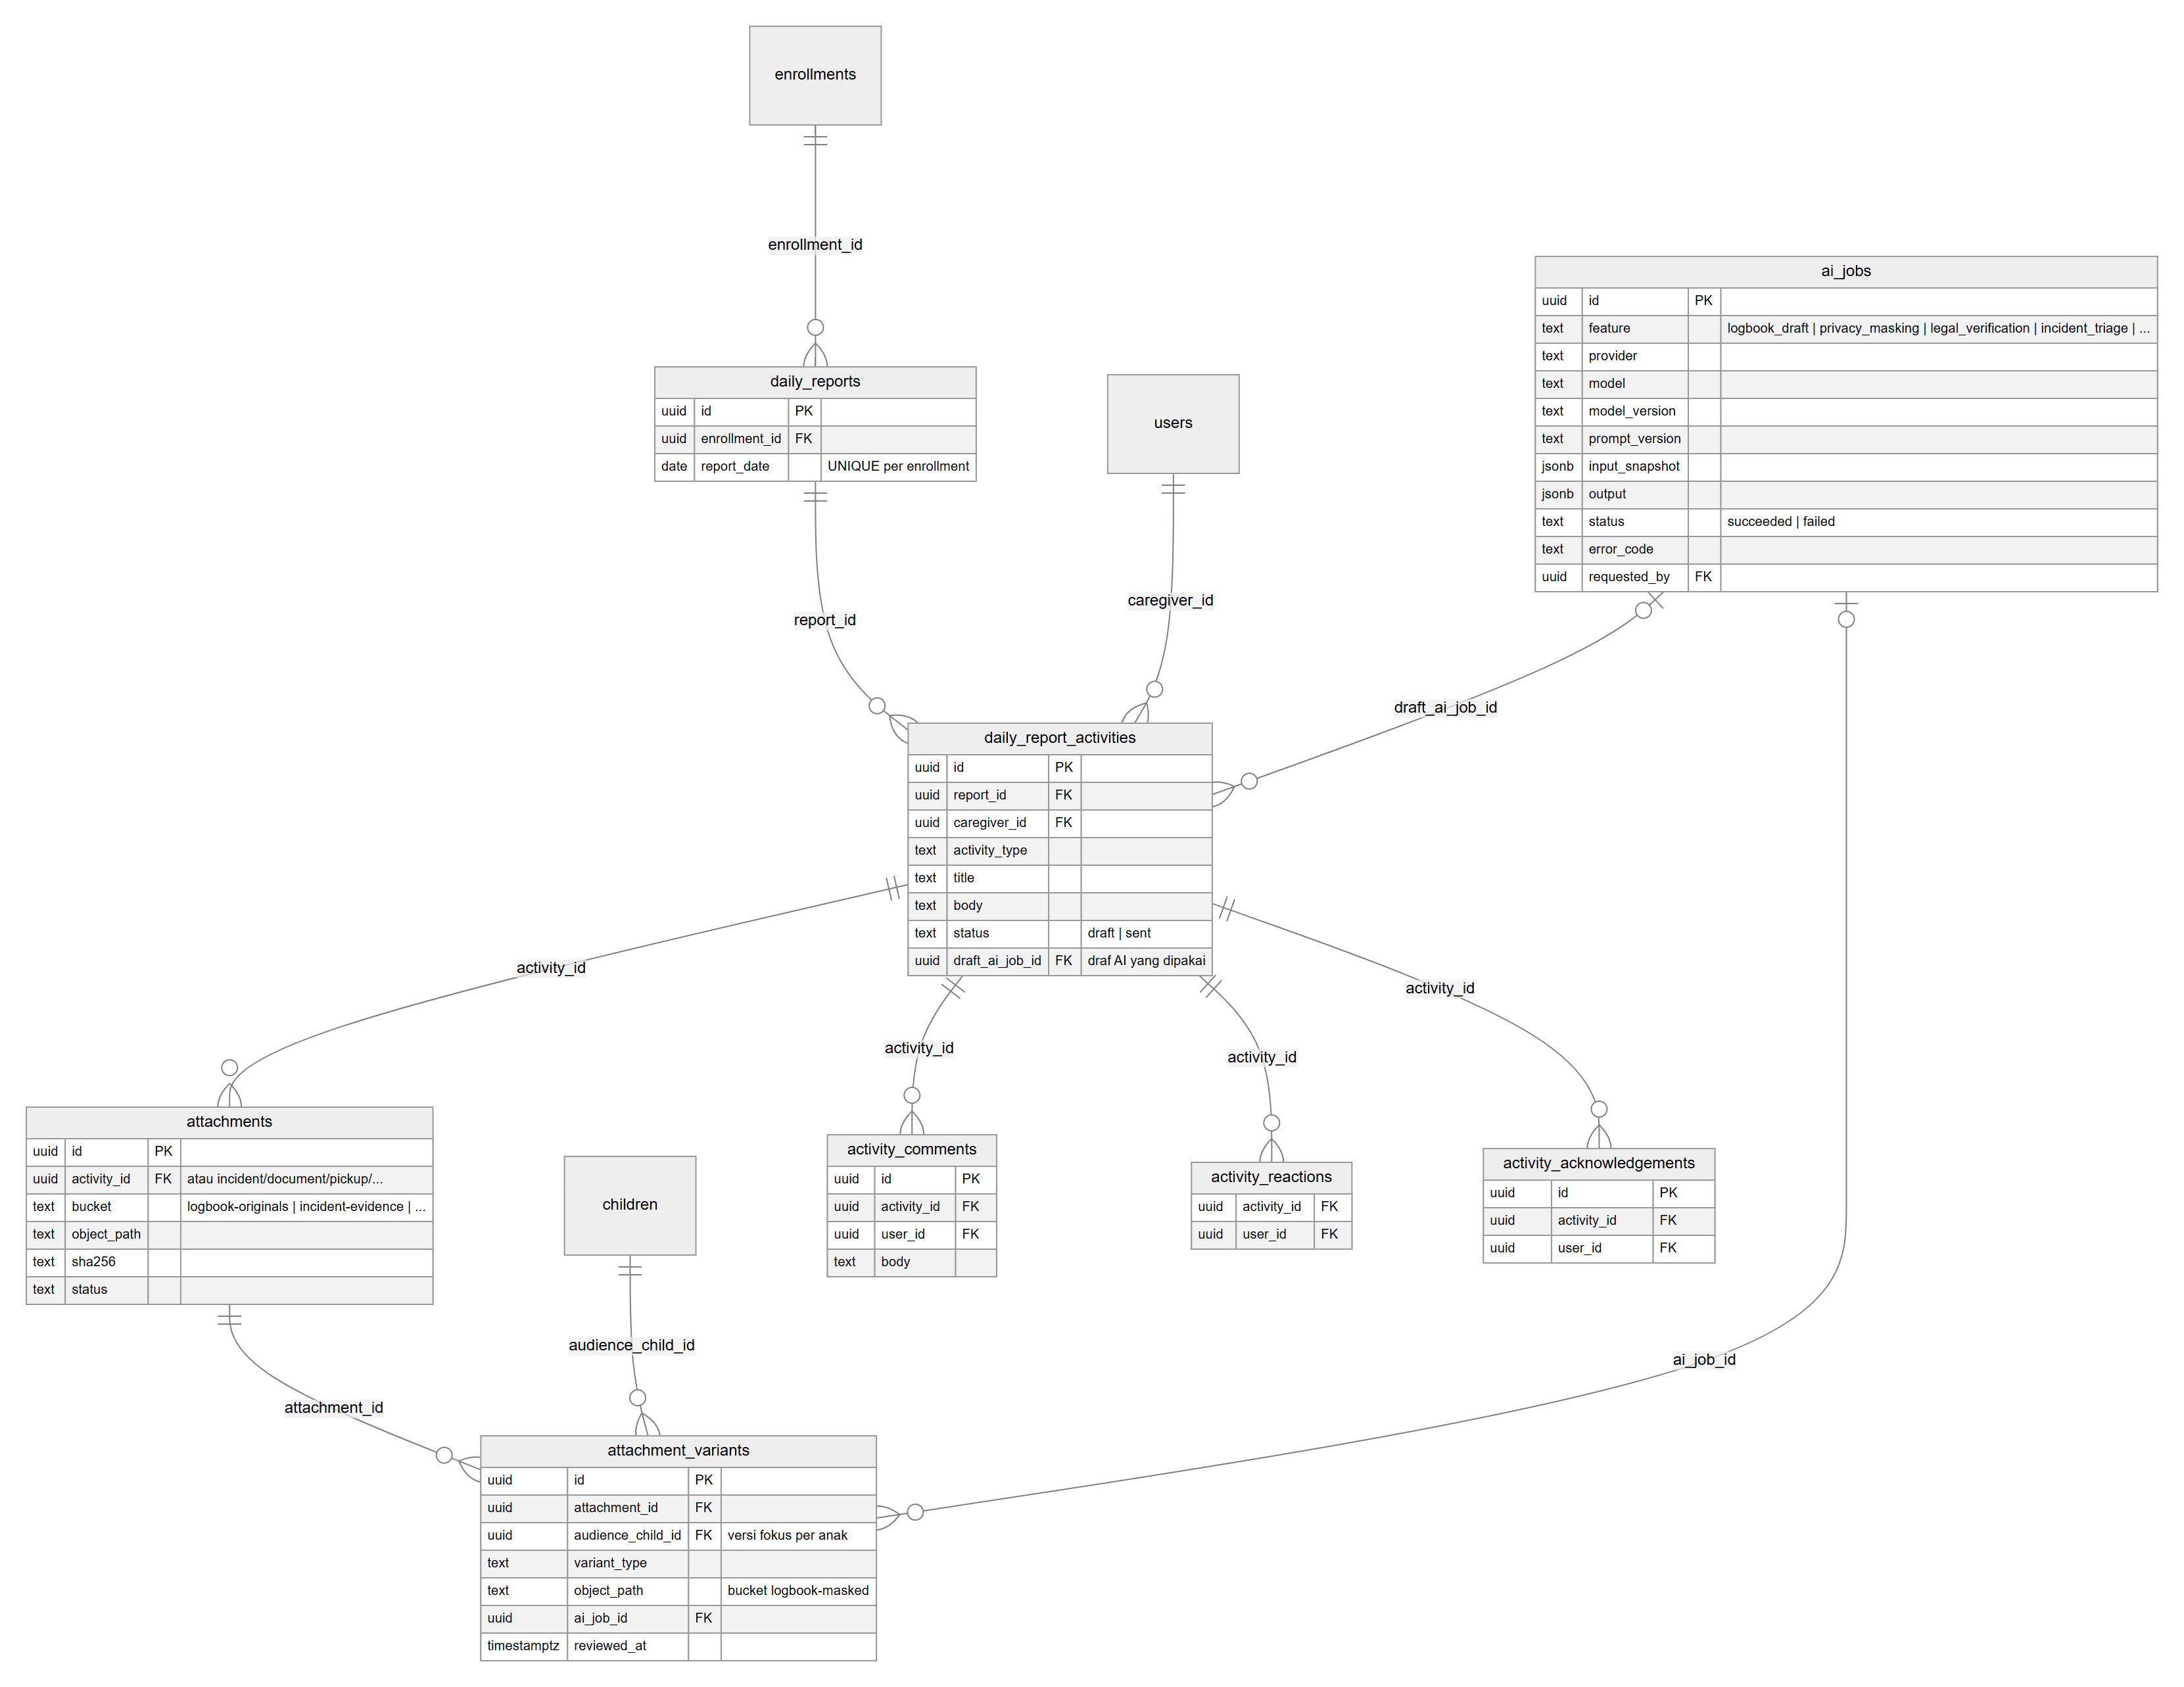 enrollments
enrollment_id
ai_jobs
uuid id PK
text feature logbook_draft | privacy_masking | legal_verification | incident_triage | ...
text provider
text model
text model_version
text prompt_version
jsonb input_snapshot
jsonb output
text status succeeded | failed
text error_code
uuid requested_by FK
daily_reports
uuid id PK
uuid enrollment_id FK
date report_date UNIQUE per enrollment
users
report_id
caregiver_id
draft_ai_job_id
daily_report_activities
uuid id PK
uuid report_id FK
uuid caregiver_id FK
text activity_type
text title
text body
text status draft | sent
uuid draft_ai_job_id FK draf AI yang dipakai
activity_id
activity_id
activity_id
activity_id
attachments
uuid id PK
uuid activity_id FK atau incident/document/pickup/...
text bucket logbook-originals | incident-evidence | ...
text object_path
text sha256
text status
children
activity_comments
uuid id PK
uuid activity_id FK
uuid user_id FK
text body
activity_reactions
uuid activity_id FK
uuid user_id FK
activity_acknowledgements
uuid id PK
uuid activity_id FK
uuid user_id FK
audience_child_id
ai_job_id
attachment_id
attachment_variants
uuid id PK
uuid attachment_id FK
uuid audience_child_id FK versi fokus per anak
text variant_type
text object_path bucket logbook-masked
uuid ai_job_id FK
timestamptz reviewed_at